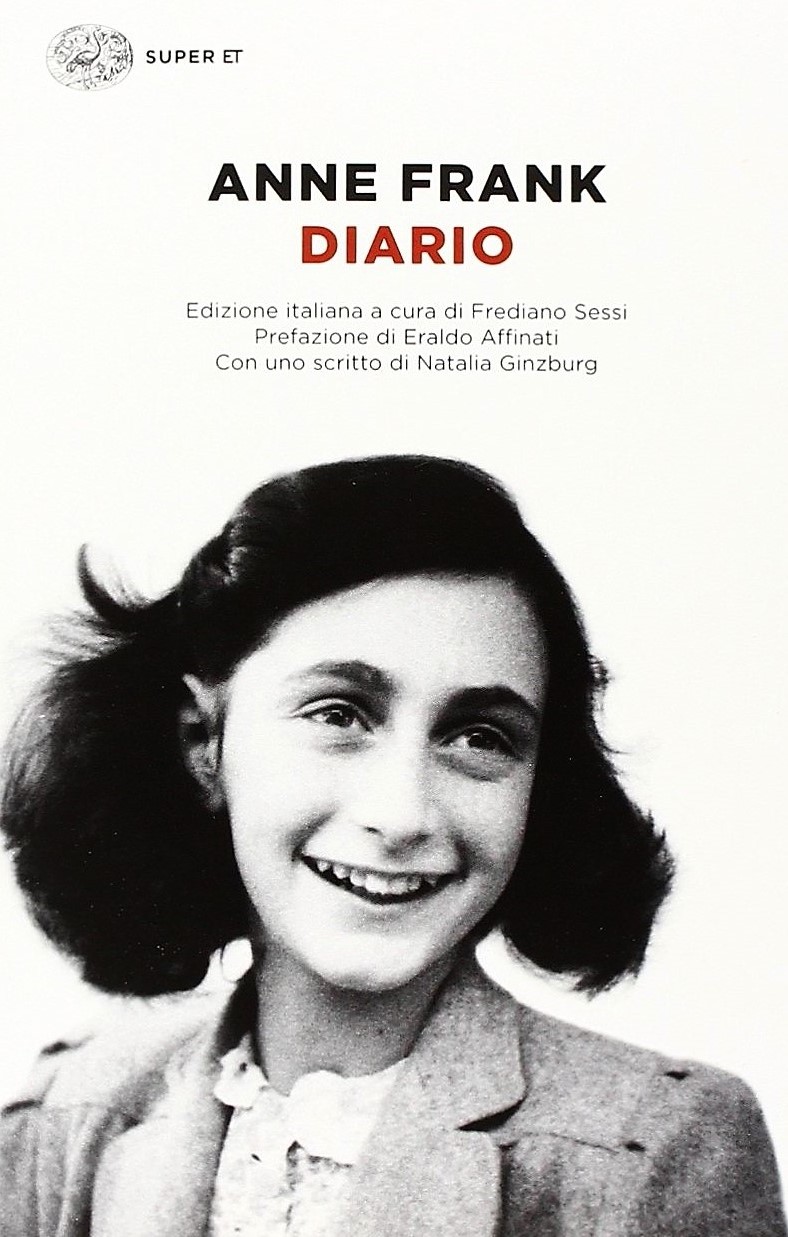 SUPER ET
ANNE FRANK
DIARIO
Edizione italiana a cura di Frediano Sessi
Prefazione di Eraldo Affinati
Con uno scritto di Natalia Ginzburg